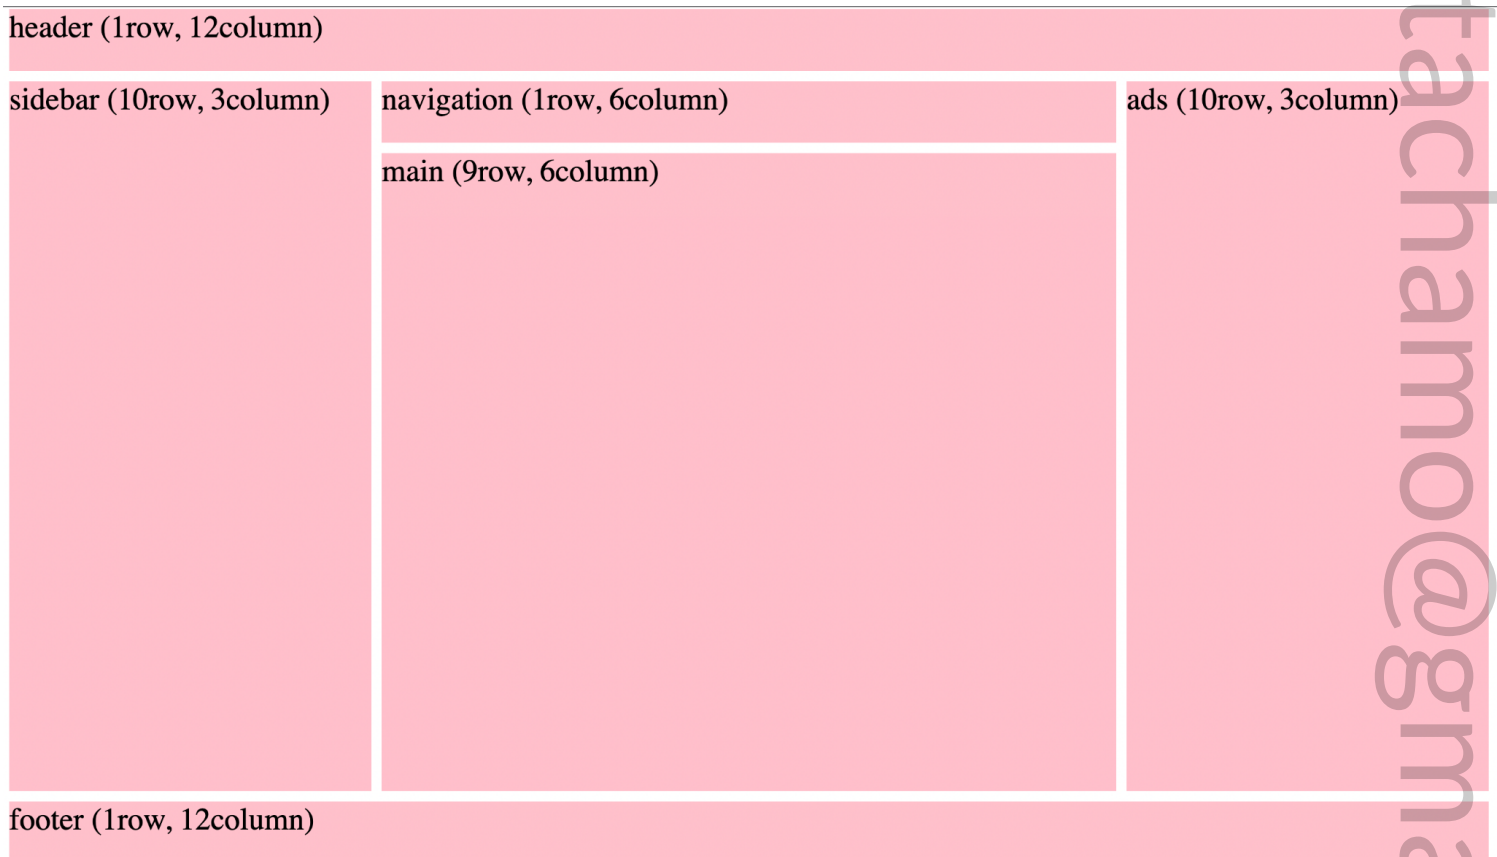 header (1row, 12column)
sidebar (10row, 3column)
navigation (1row, 6column)
ads (10row, 3column)
main (9row, 6column)
footer (1row, 12column)
tachamo@gma